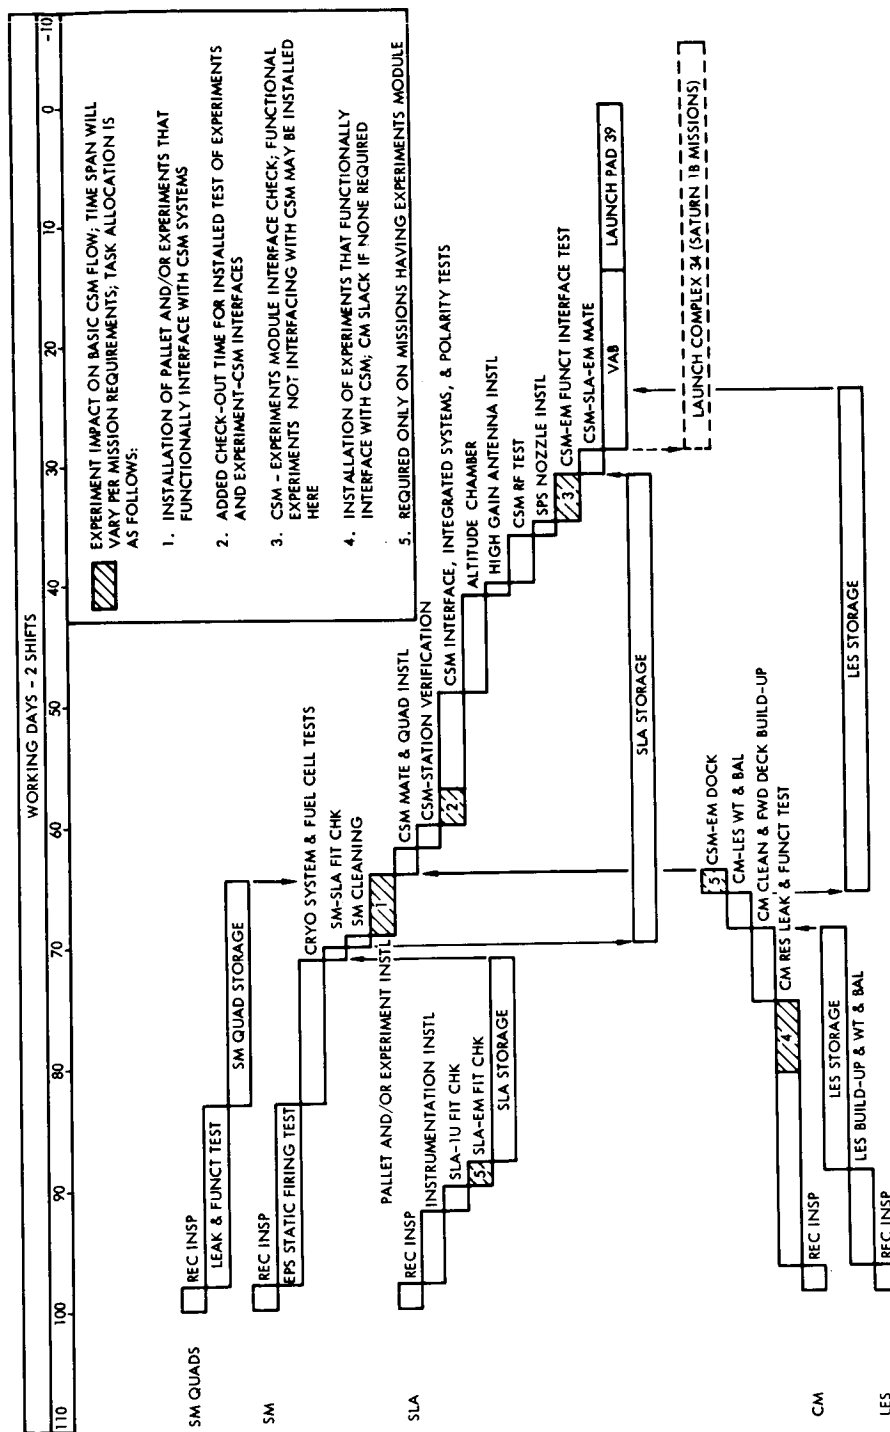 WORKING DAYS - 2 SHIFTS
110
100
90
80
70
60
50
40
30
20
10
0
-10
EXPERIMENT IMPACT ON BASIC CSM FLOW; TIME SPAN WILL
VARY PER MISSION REQUIREMENTS; TASK ALLOCATION IS
AS FOLLOWS:
1. INSTALLATION OF PALLET AND/OR EXPERIMENTS THAT
FUNCTIONALLY INTERFACE WITH CSM SYSTEMS
2. ADDED CHECK-OUT TIME FOR INSTALLED TEST OF EXPERIMENTS
AND EXPERIMENT-CSM INTERFACES
3. CSM - EXPERIMENTS MODULE INTERFACE CHECK; FUNCTIONAL
EXPERIMENTS NOT INTERFACING WITH CSM MAY BE INSTALLED
HERE
4. INSTALLATION OF EXPERIMENTS THAT FUNCTIONALLY
INTERFACE WITH CSM; CM SLACK IF NONE REQUIRED
5. REQUIRED ONLY ON MISSIONS HAVING EXPERIMENTS MODULE
SM QUADS
REC INSP
LEAK & FUNCT TEST
SM QUAD STORAGE
SM
REC INSP
EPS STATIC FIRING TEST
CRYO SYSTEM & FUEL CELL TESTS
SM-SLA FIT CHK
SM CLEANING
PALLET AND/OR EXPERIMENT INSTL
1
CSM MATE & QUAD INSTL
CSM-STATION VERIFICATION
2
CSM INTERFACE, INTEGRATED SYSTEMS, & POLARITY TESTS
ALTITUDE CHAMBER
HIGH GAIN ANTENNA INSTL
CSM RF TEST
SPS NOZZLE INSTL
3
CSM-EM FUNCT INTERFACE TEST
CSM-SLA-EM MATE
VAB
LAUNCH PAD 39
LAUNCH COMPLEX 34 (SATURN 1B MISSIONS)
SLA
REC INSP
INSTRUMENTATION INSTL
SLA-1U FIT CHK
5
SLA-EM FIT CHK
SLA STORAGE
SLA STORAGE
5
CSM-EM DOCK
CM-LES WT & BAL
CM CLEAN & FWD DECK BUILD-UP
CM RES LEAK & FUNCT TEST
4
CM
REC INSP
LES STORAGE
LES STORAGE
LES BUILD-UP & WT & BAL
LES
REC INSP